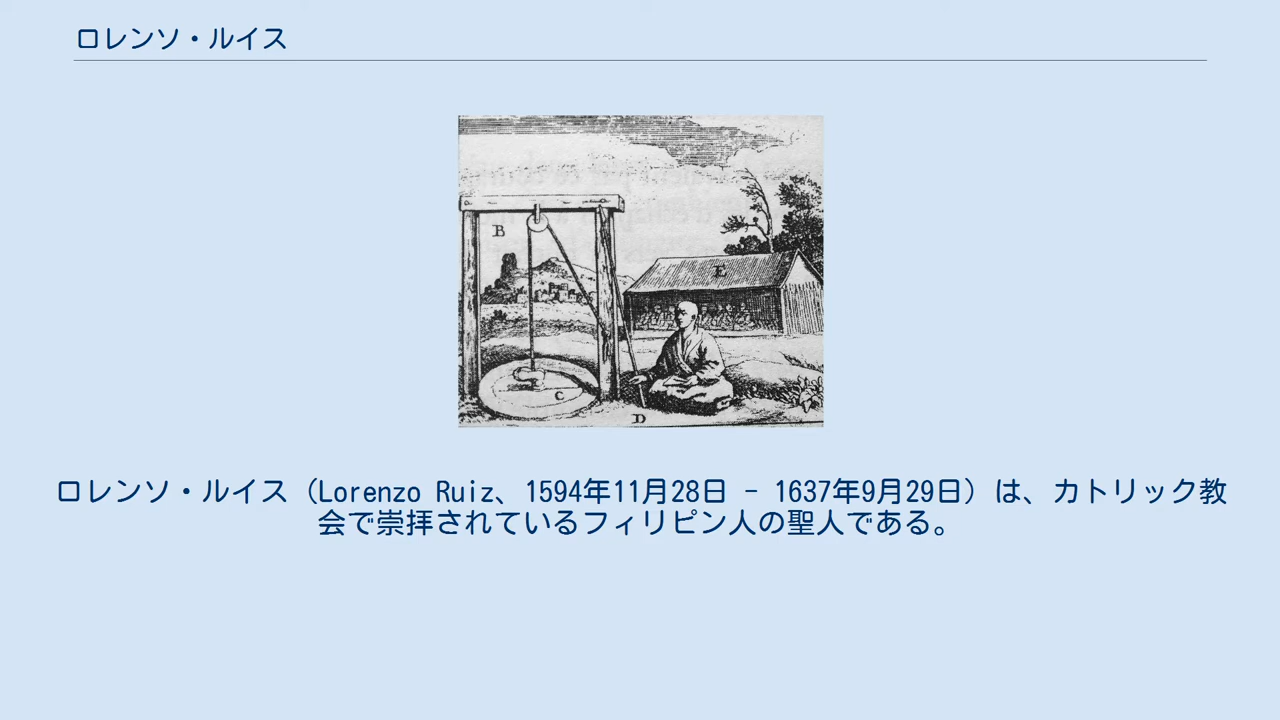 ロレンソ・ルイス
B
E
C
D
ロレンソ・ルイス（Lorenzo Ruiz、1594年11月28日 - 1637年9月29日）は、カトリック教
会で崇拝されているフィリピン人の聖人である。